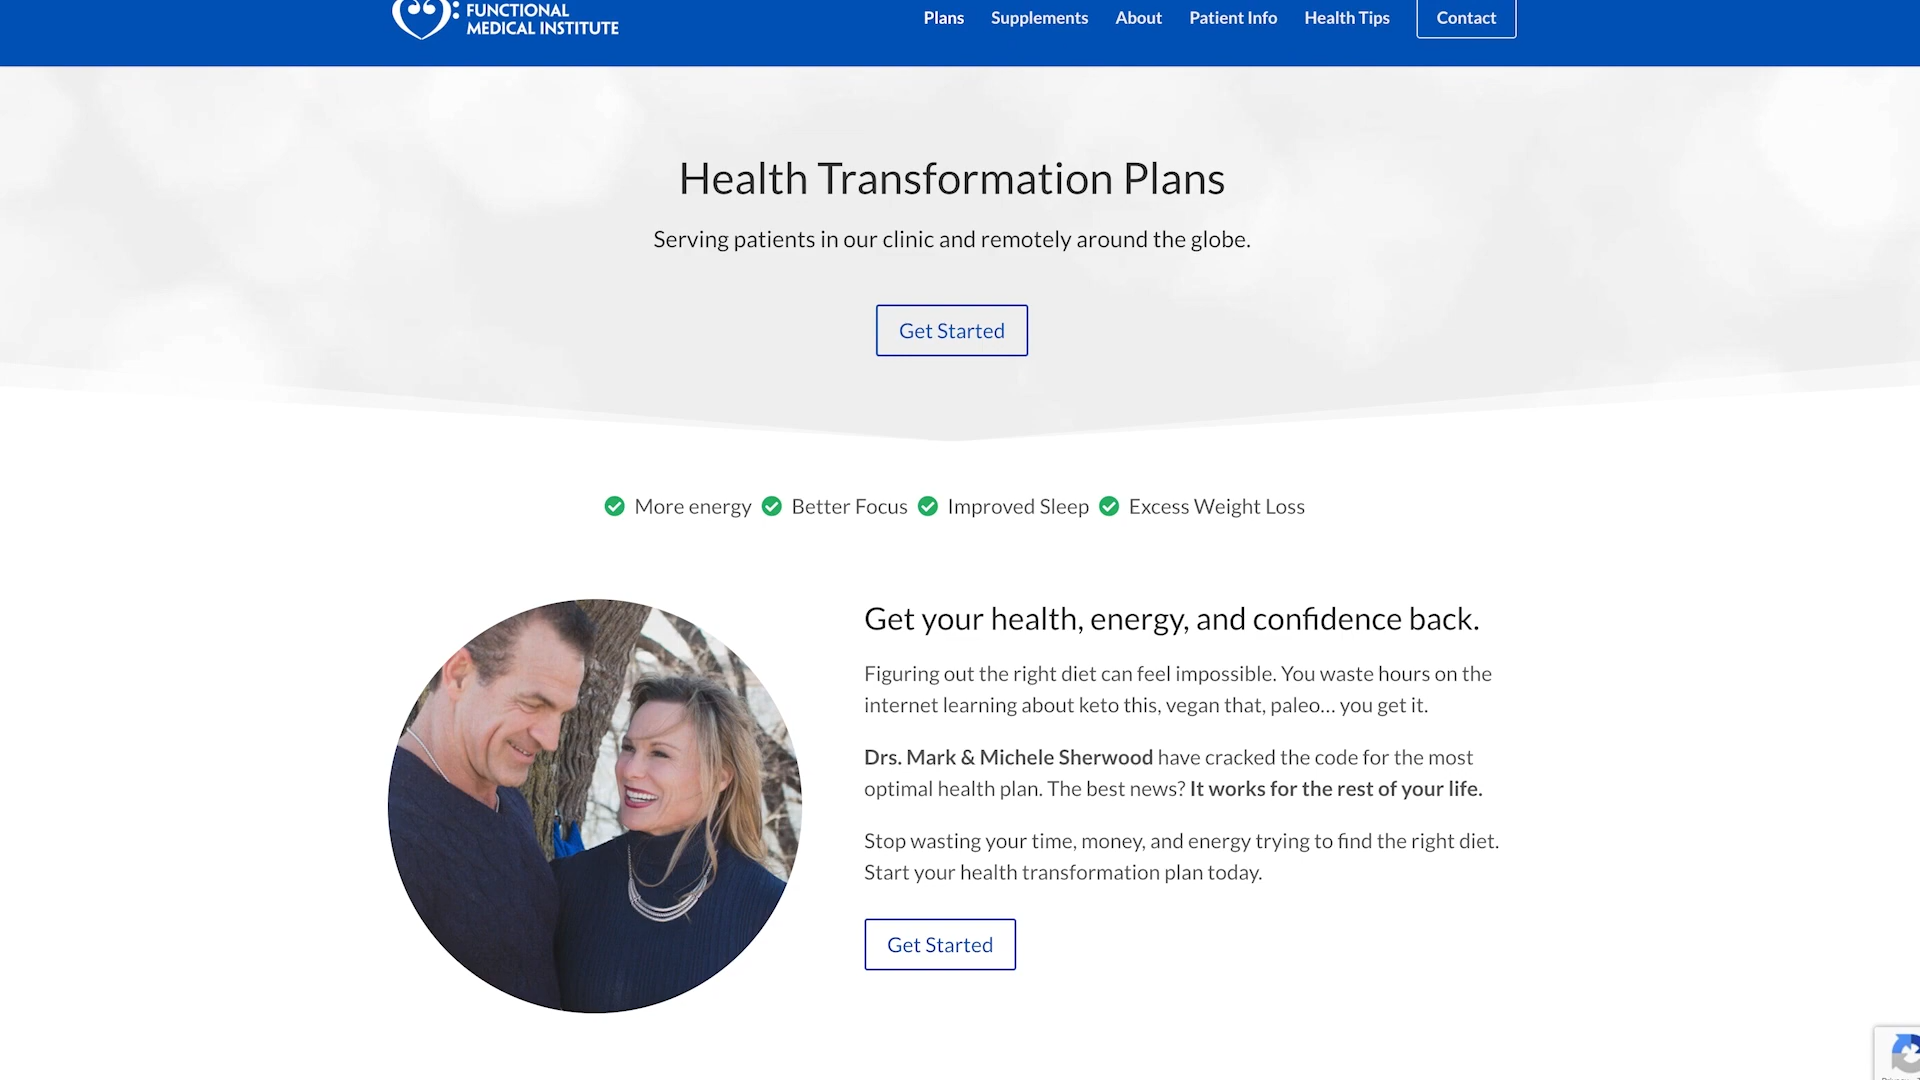 FUNCTIONAL
MEDICAL INSTITUTE
Plans Supplements About Patient Info Health Tips Contact
Health Transformation Plans
Serving patients in our clinic and remotely around the globe.
Get Started
More energy Better Focus Improved Sleep Excess Weight Loss
Get your health, energy, and confidence back.
Figuring out the right diet can feel impossible. You waste hours on the
internet learning about keto this, vegan that, paleo… you get it.
Drs. Mark & Michele Sherwood have cracked the code for the most
optimal health plan. The best news? It works for the rest of your life.
Stop wasting your time, money, and energy trying to find the right diet.
Start your health transformation plan today.
Get Started